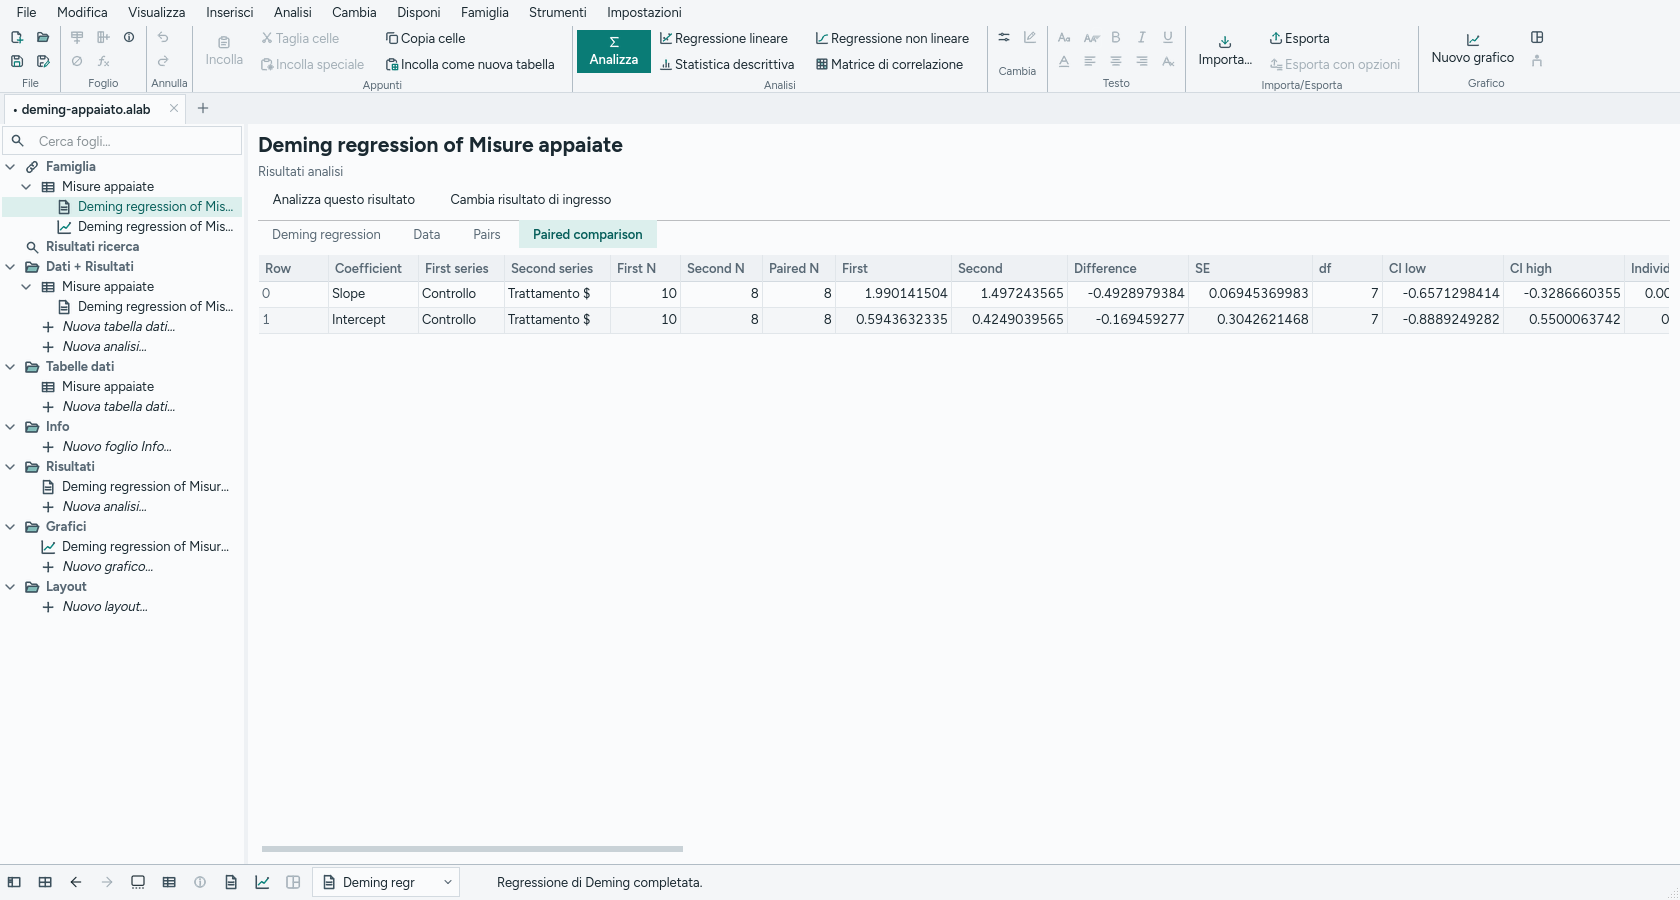 File Modifica Visualizza Inserisci Analisi Cambia Disponi Famiglia Strumenti Impostazioni
Incolla
Taglia celle
Incolla speciale
Copia celle
Incolla come nuova tabella
Σ
Analizza
Regressione lineare
Statistica descrittiva
Regressione non lineare
Matrice di correlazione
Importa...
Esporta
Esporta con opzioni
Nuovo grafico
File Foglio Annulla Appunti Analisi Cambia Testo Importa/Esporta Grafico
• deming-appaiato.alab
Cerca fogli...
Famiglia
Misure appaiate
Deming regression of Mis...
Deming regression of Mis...
Risultati ricerca
Dati + Risultati
Misure appaiate
Deming regression of Mis...
Nuova tabella dati...
Nuova analisi...
Tabelle dati
Misure appaiate
Nuova tabella dati...
Info
Nuovo foglio Info...
Risultati
Deming regression of Misur...
Nuova analisi...
Grafici
Deming regression of Misur...
Nuovo grafico...
Layout
Nuovo layout...
Deming regression of Misure appaiate
Risultati analisi
Analizza questo risultato Cambia risultato di ingresso
Deming regression Data Pairs Paired comparison
Row Coefficient First series Second series First N Second N Paired N First Second Difference SE df CI low CI high Individ
0 Slope Controllo Trattamento $ 10 8 8 1.990141504 1.497243565 -0.4928979384 0.06945369983 7 -0.6571298414 -0.3286660355 0.00
1 Intercept Controllo Trattamento $ 10 8 8 0.5943632335 0.4249039565 -0.169459277 0.3042621468 7 -0.8889249282 0.5500063742 0
Deming regr
Regressione di Deming completata.